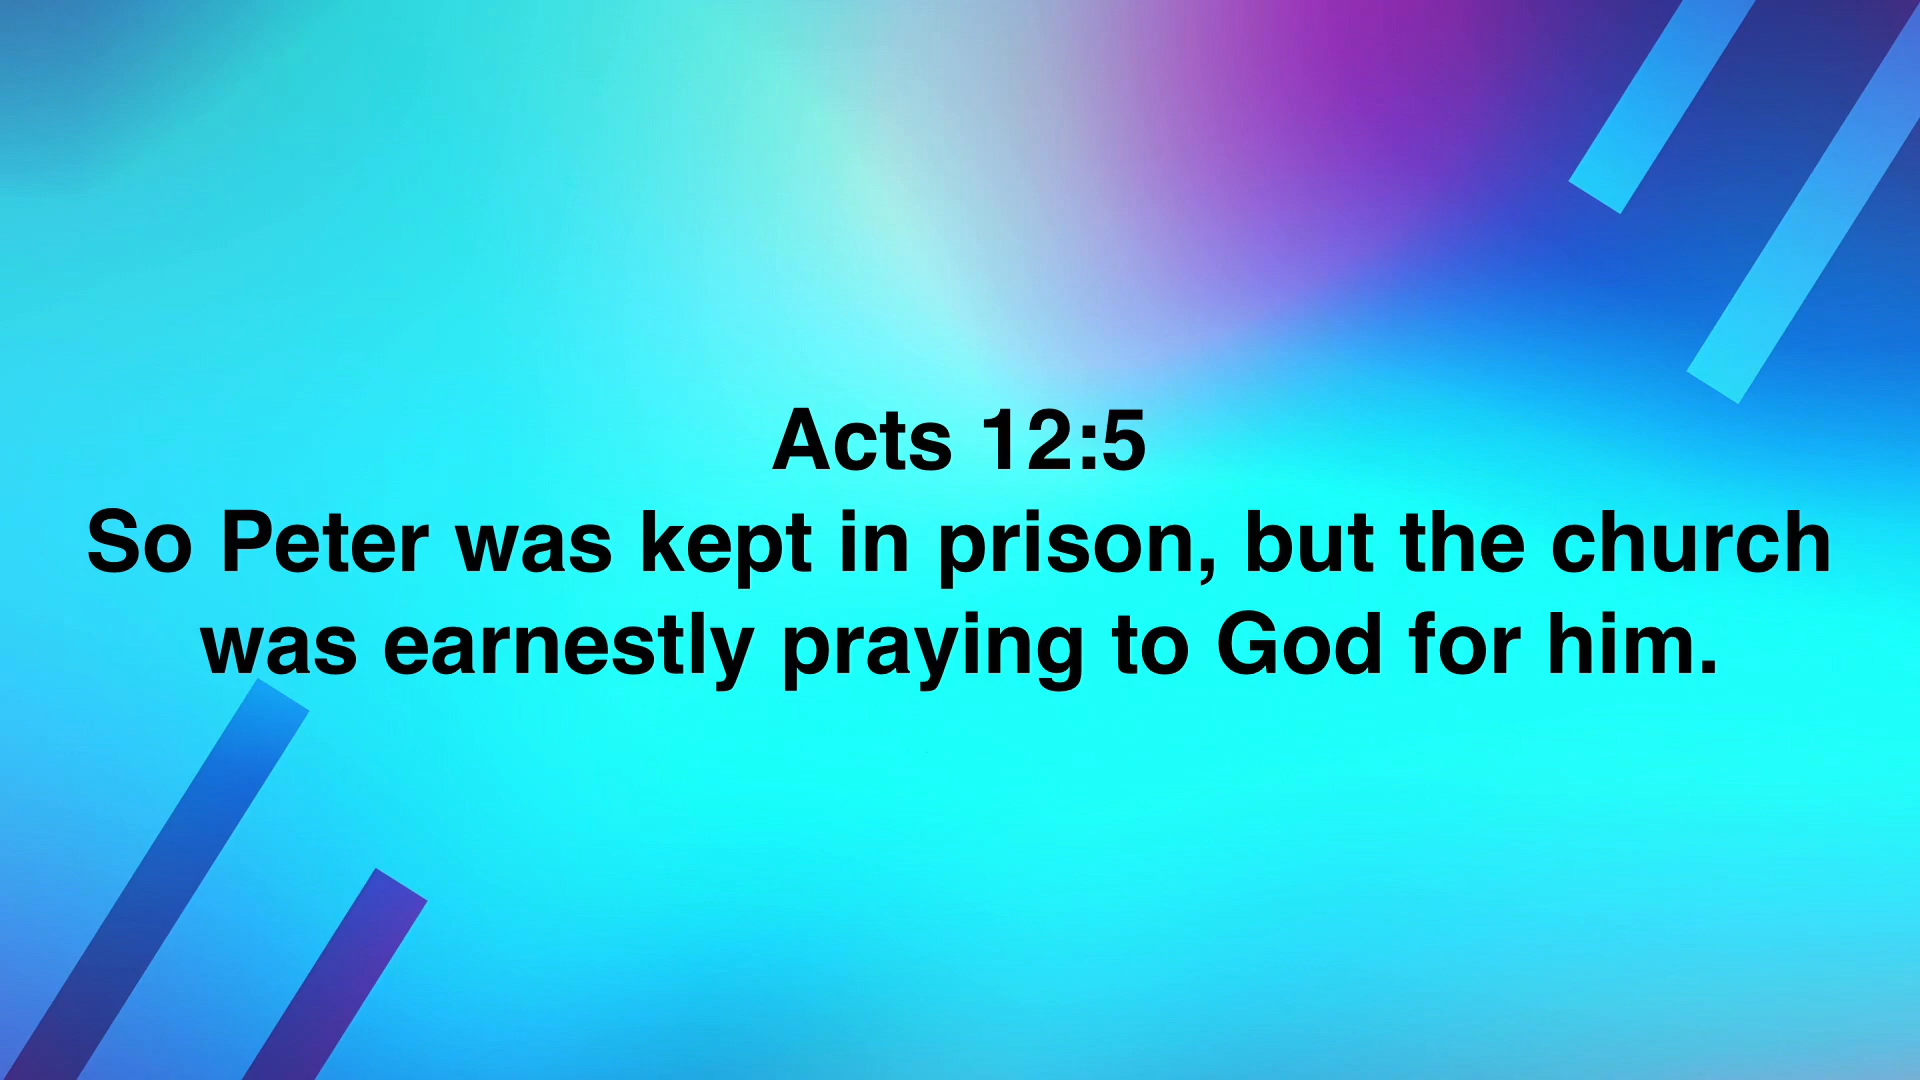 Acts 12:5
So Peter was kept in prison, but the church
was earnestly praying to God for him.